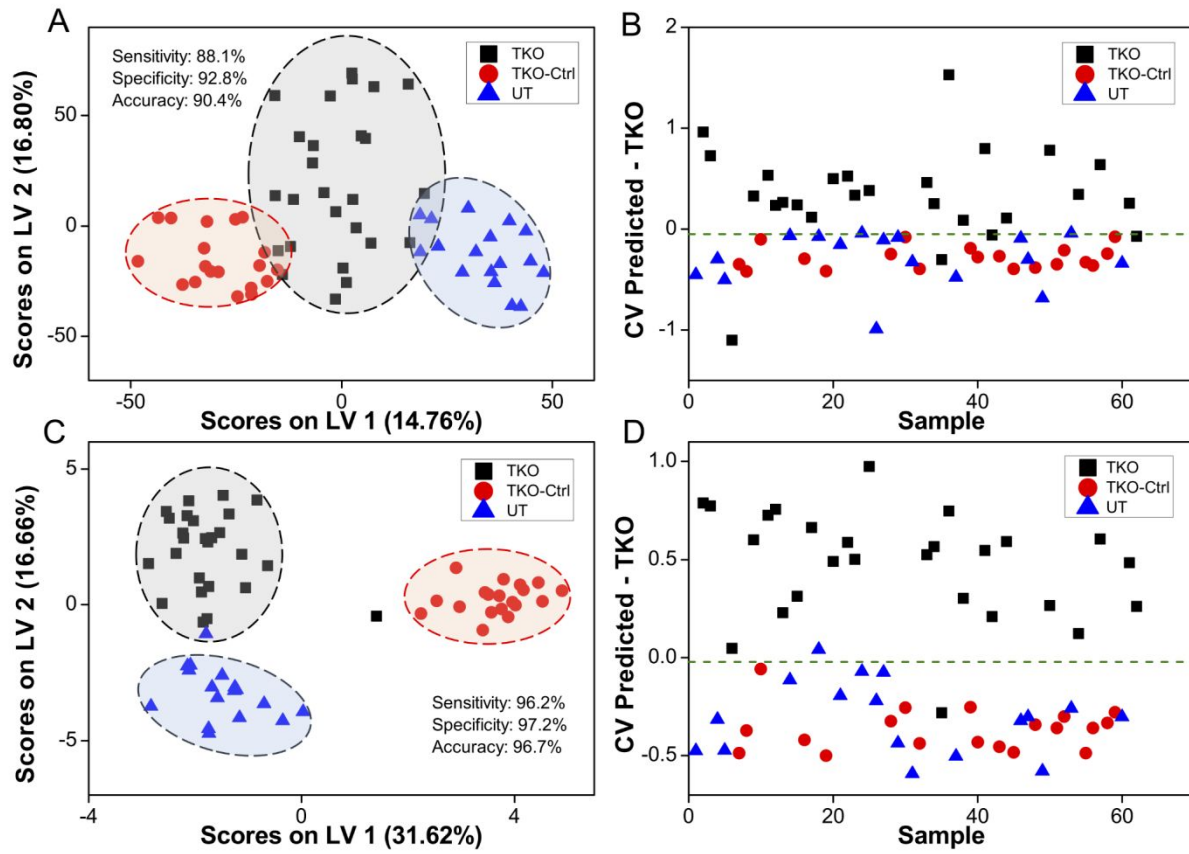 A
Sensitivity: 88.1%
Specificity: 92.8%
Accuracy: 90.4%
TKO
TKO-Ctrl
UT
Scores on LV 2 (16.80%)
50
0
-50
-50
0
50
Scores on LV 1 (14.76%)
B
TKO
TKO-Ctrl
UT
CV Predicted - TKO
2
1
0
-1
0
20
40
60
Sample
C
TKO
TKO-Ctrl
UT
Scores on LV 2 (16.66%)
5
0
-5
Sensitivity: 96.2%
Specificity: 97.2%
Accuracy: 96.7%
-4
0
4
Scores on LV 1 (31.62%)
D
TKO
TKO-Ctrl
UT
CV Predicted - TKO
1.0
0.5
0.0
-0.5
0
20
40
60
Sample